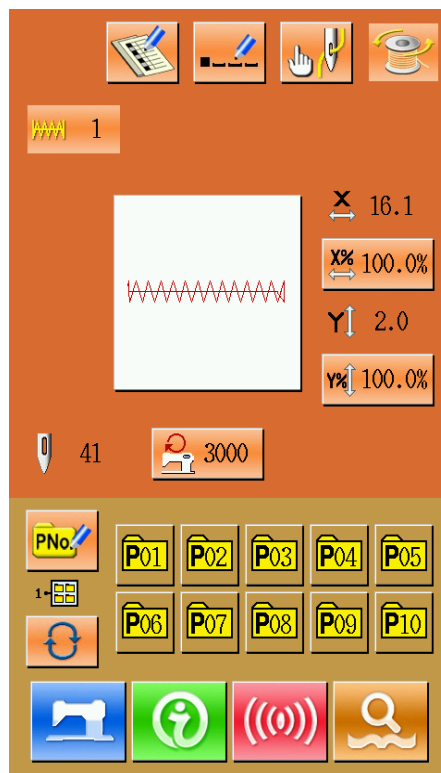 1
X 16.1
X% 100.0%
Y 2.0
Y% 100.0%
41
3000
PNo.
P01 P02 P03 P04 P05
1-
P06 P07 P08 P09 P10